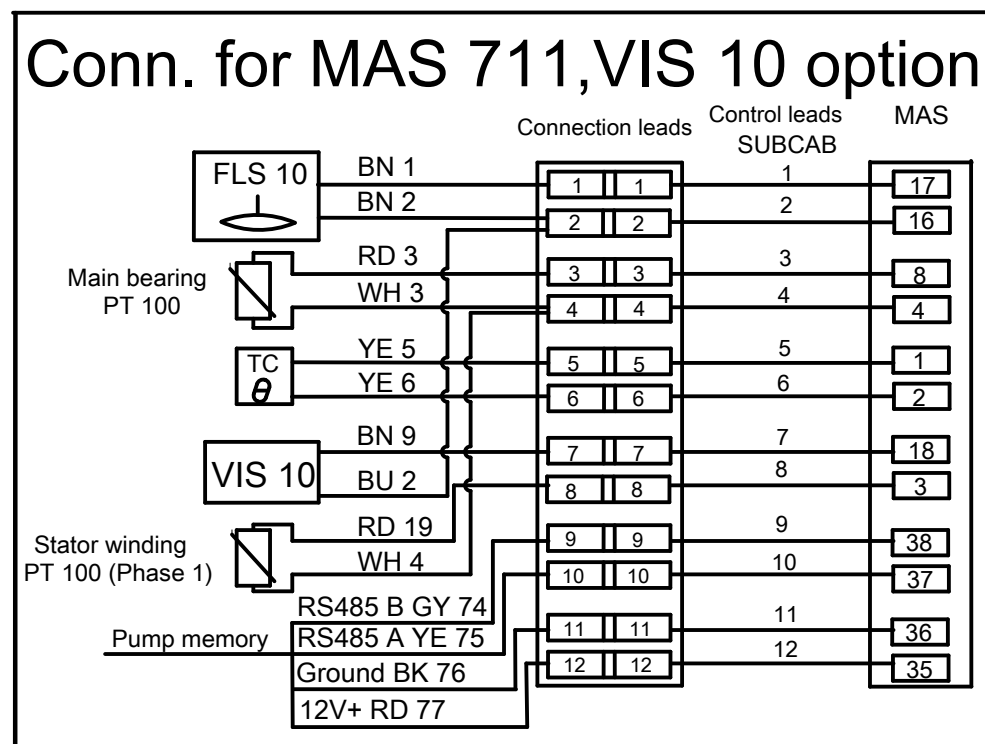 Conn. for MAS 711,VIS 10 option
Connection leads
Control leads
SUBCAB
MAS
FLS 10
BN 1
1 1
1
17
BN 2
2 2
2
16
Main bearing
PT 100
RD 3
3 3
3
8
WH 3
4 4
4
4
TC
θ
YE 5
5 5
5
1
YE 6
6 6
6
2
VIS 10
BN 9
7 7
7
18
BU 2
8 8
8
3
Stator winding
PT 100 (Phase 1)
RD 19
9 9
9
38
WH 4
10 10
10
37
Pump memory
RS485 B GY 74
RS485 A YE 75
11 11
11
36
Ground BK 76
12 12
12
35
12V+ RD 77